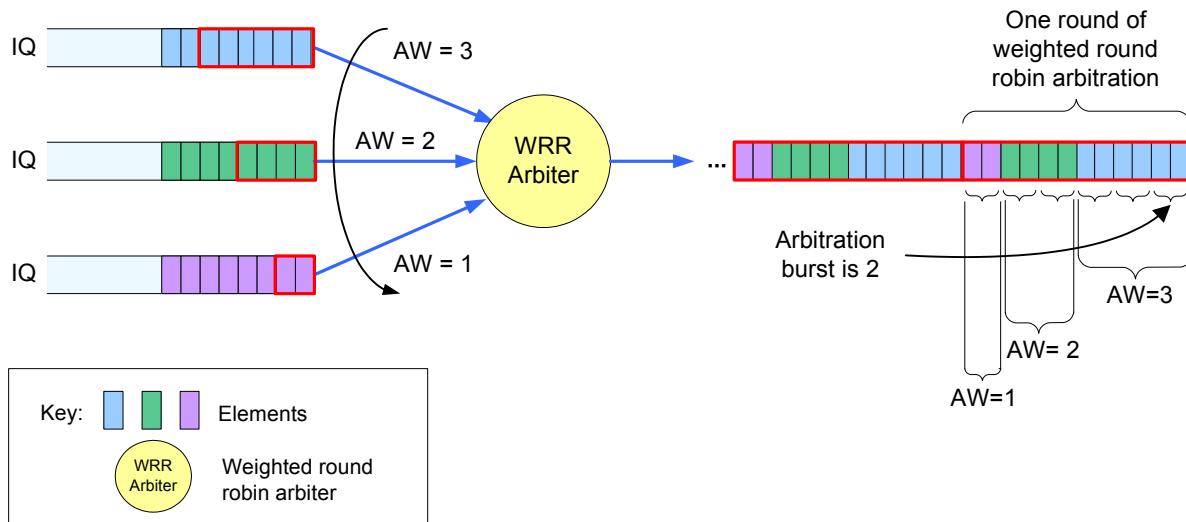 IQ
AW = 3
IQ
AW = 2
IQ
AW = 1
WRR
Arbiter
...
One round of
weighted round
robin arbitration
Arbitration
burst is 2
AW=3
AW= 2
AW=1
Key:
Elements
WRR
Arbiter
Weighted round
robin arbiter